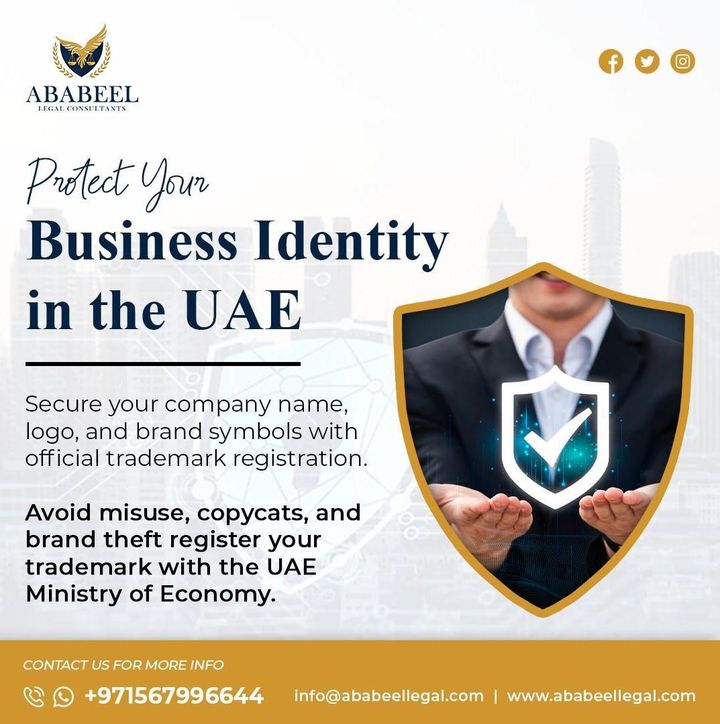 ABABEEL
LEGAL CONSULTANTS
Protect Your
Business Identity
in the UAE
Secure your company name,
logo, and brand symbols with
official trademark registration.
Avoid misuse, copycats, and
brand theft register your
trademark with the UAE
Ministry of Economy.
CONTACT US FOR MORE INFO
+971567996644 info@ababeellegal.com | www.ababeellegal.com